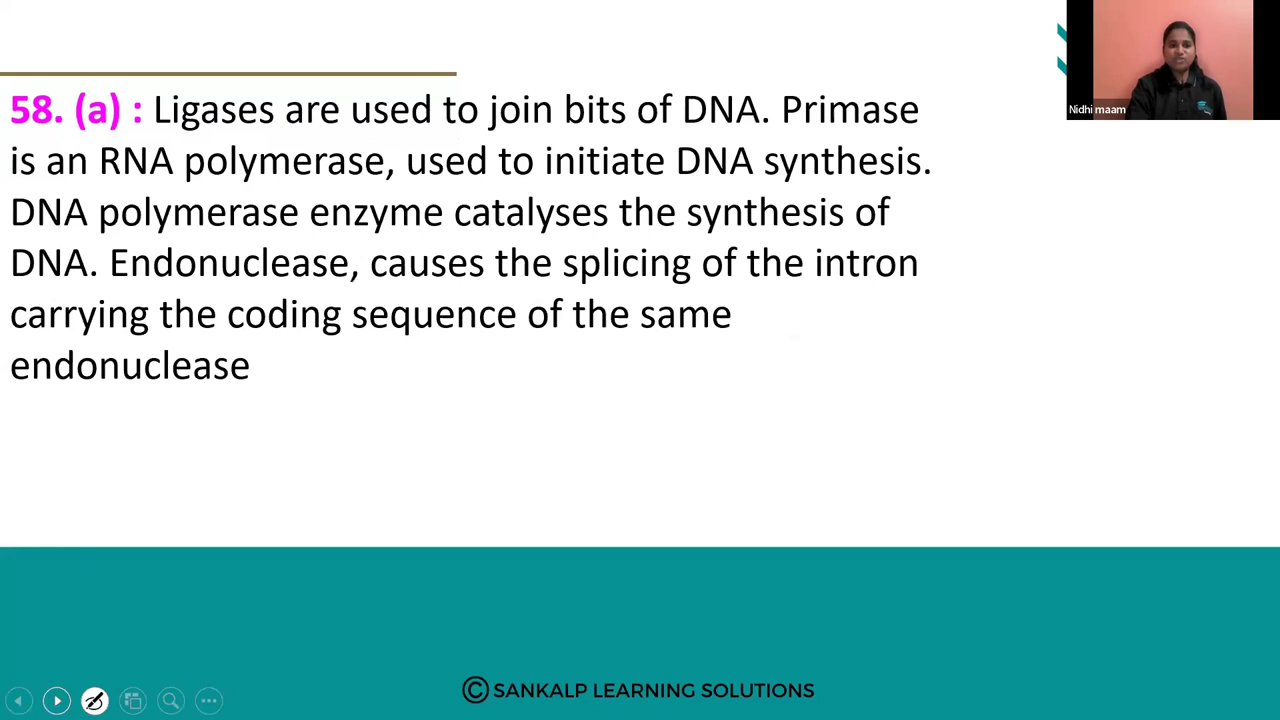 58. (a) : Ligases are used to join bits of DNA. Primase
is an RNA polymerase, used to initiate DNA synthesis.
DNA polymerase enzyme catalyses the synthesis of
DNA. Endonuclease, causes the splicing of the intron
carrying the coding sequence of the same
endonuclease
Nidhi maam
© SANKALP LEARNING SOLUTIONS